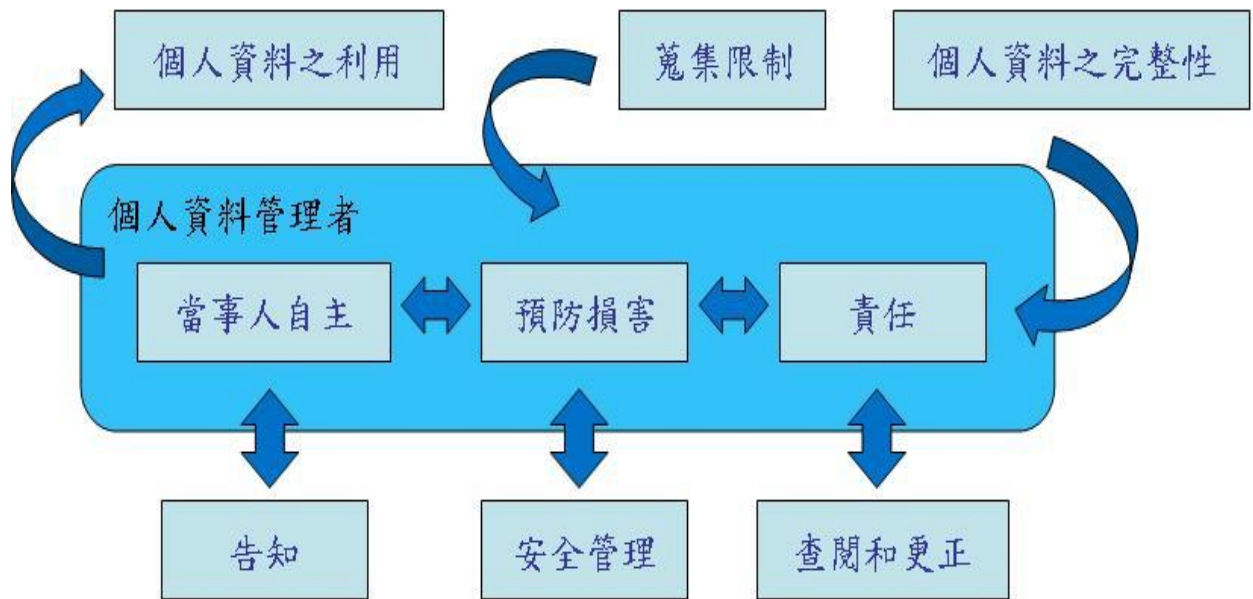 個人資料之利用
蒐集限制
個人資料之完整性
個人資料管理者
當事人自主
預防損害
責任
告知
安全管理
查閱和更正